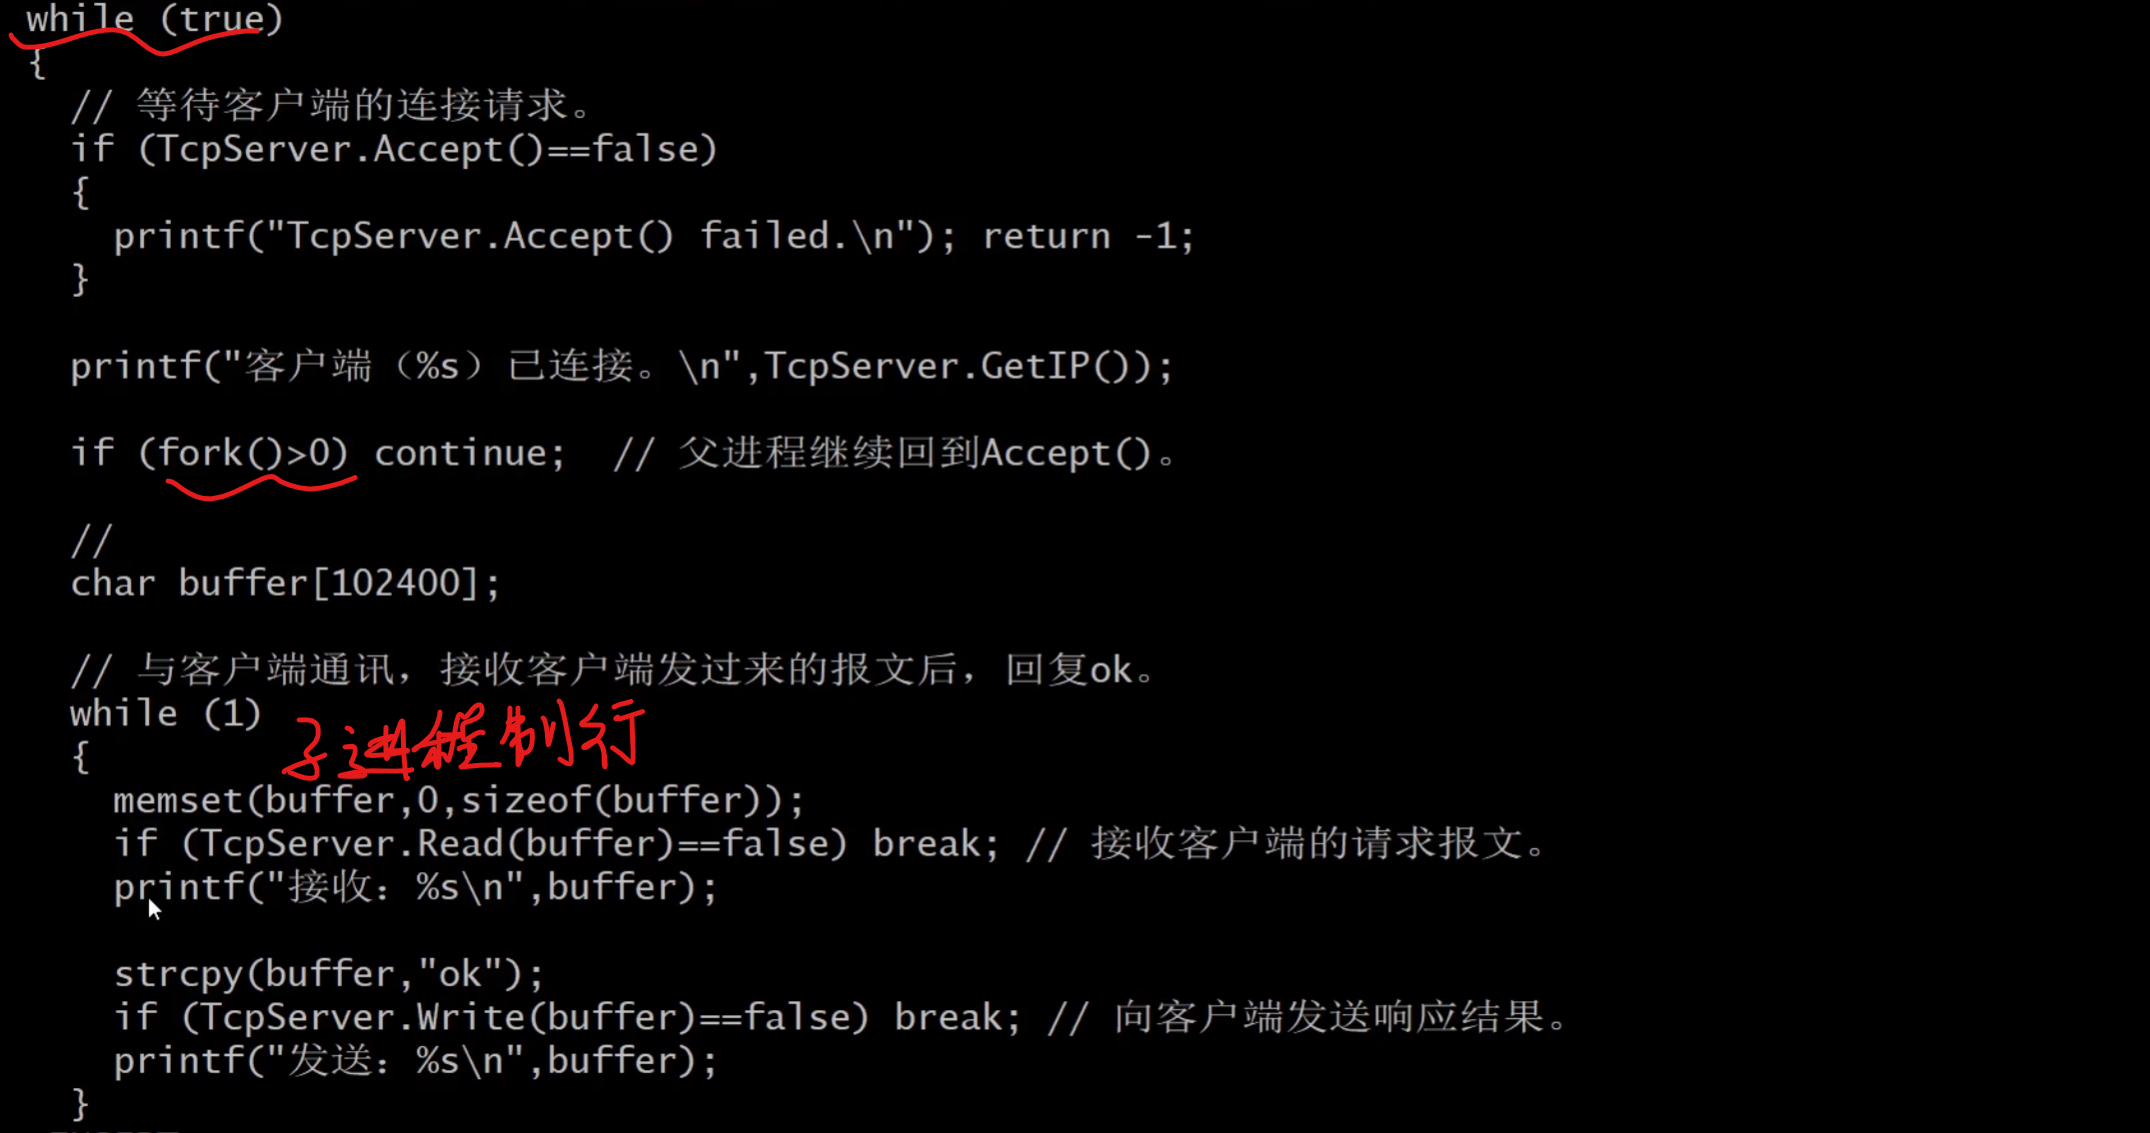 while (true)
{
// 等待客户端的连接请求。
if (TcpServer.Accept()==false)
{
printf("TcpServer.Accept() failed.\n"); return -1;
}
printf("客户端（%s）已连接。\n",TcpServer.GetIP());
if (fork()>0) continue;  // 父进程继续回到Accept()。
//
char buffer[102400];
// 与客户端通讯，接收客户端发过来的报文后，回复ok。
while (1)
子进程制行
{
memset(buffer,0,sizeof(buffer));
if (TcpServer.Read(buffer)==false) break; // 接收客户端的请求报文。
printf("接收：%s\n",buffer);
strcpy(buffer,"ok");
if (TcpServer.Write(buffer)==false) break; // 向客户端发送响应结果。
printf("发送：%s\n",buffer);
}